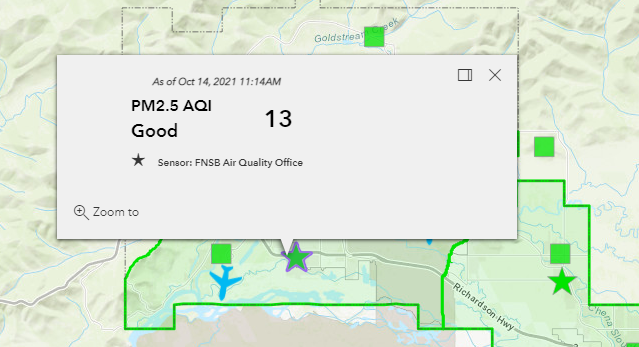 Goldstream Creek
As of Oct 14, 2021 11:14AM
PM2.5 AQI
13
Good
Sensor: FNSB Air Quality Office
Zoom to
Richardson-Hwy
Chena Slou